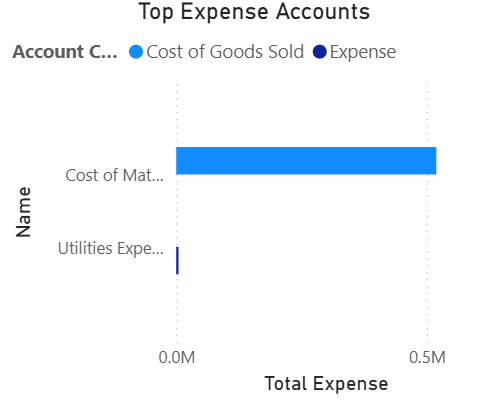 Top Expense Accounts
Account C... Cost of Goods Sold Expense
Cost of Mat...
Utilities Expe...
Name
0.0M 0.5M
Total Expense